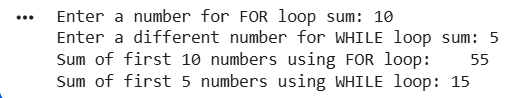 ••• Enter a number for FOR loop sum: 10
Enter a different number for WHILE loop sum: 5
Sum of first 10 numbers using FOR loop:    55
Sum of first 5 numbers using WHILE loop: 15